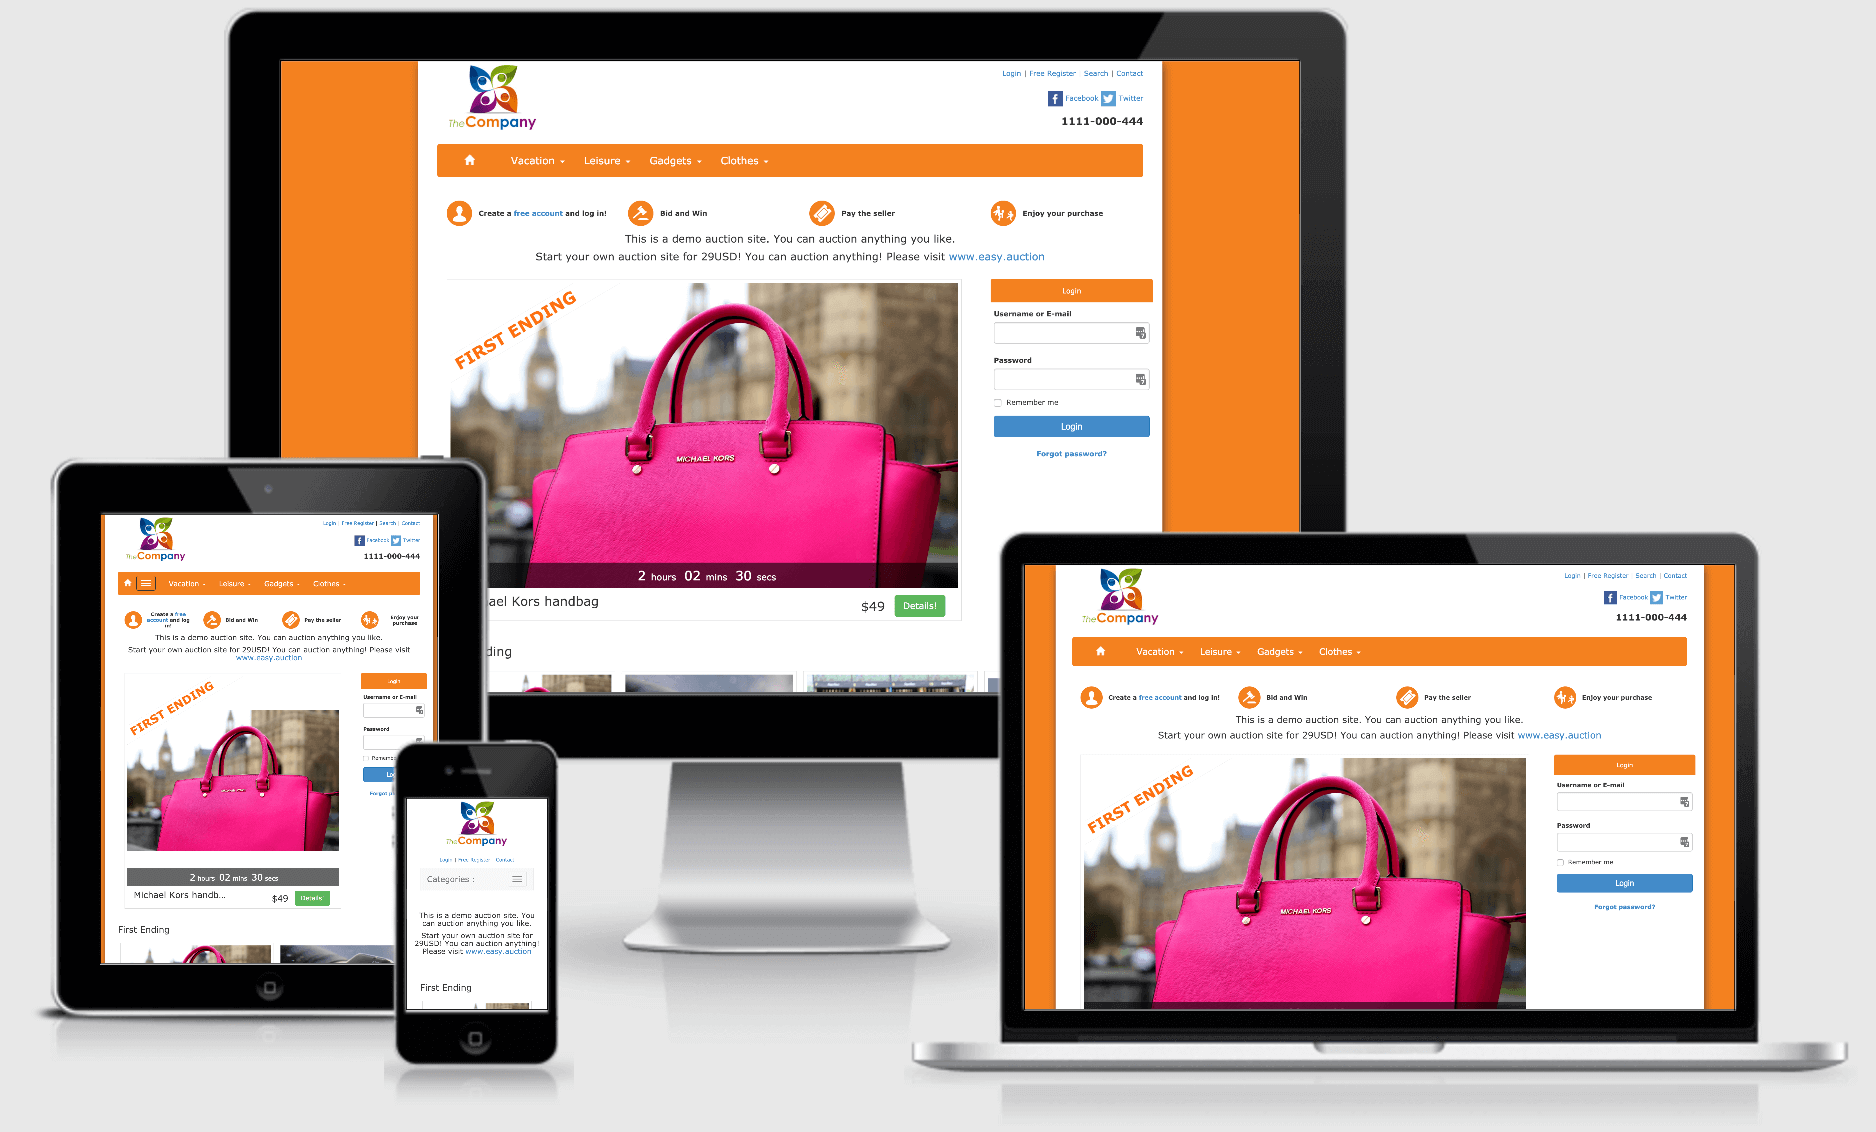 Login | Free Register Search | Contact
Facebook Twitter
TheCompany
1111-000-444
Vacation Leisure Gadgets Clothes
Create a free account and log in! Bid and Win Pay the seller Enjoy your purchase
This is a demo auction site. You can auction anything you like.
Start your own auction site for 29USD! You can auction anything! Please visit www.easy.auction
FIRST ENDING
MICHAEL KORS
2 hours 02 mins 30 secs
ael Kors handbag
$49 Details!
ding
Login
Username or E-mail
Password
Remember me
Login
Forgot password?
Login | Free Register | Search | Contact
Facebook Twitter
TheCompany
1111-000-444
Vacation Leisure Gadgets Clothes
Create a free
account and log
in!
Bid and Win
Pay the seller
Enjoy your
purchase
This is a demo auction site. You can auction anything you like.
Start your own auction site for 29USD! You can auction anything! Please visit
www.easy.auction
FIRST ENDING
2 hours 02 mins 30 secs
Michael Kors handb...
$49 Details
First Ending
Login
Username or E-mail
Password
Remem
Lo
Forgot p
TheCompany
Login | Free Register Contact
Categories :
This is a demo auction site. You
can auction anything you like.
Start your own auction site for
29USD! You can auction anything!
Please visit www.easy.auction
First Ending
Login | Free Register Search | Contact
Facebook Twitter
TheCompany
1111-000-444
Vacation Leisure Gadgets Clothes
Create a free account and log in! Bid and Win Pay the seller Enjoy your purchase
This is a demo auction site. You can auction anything you like.
Start your own auction site for 29USD! You can auction anything! Please visit www.easy.auction
FIRST ENDING
MICHAEL KORS
Login
Username or E-mail
Password
Remember me
Login
Forgot password?